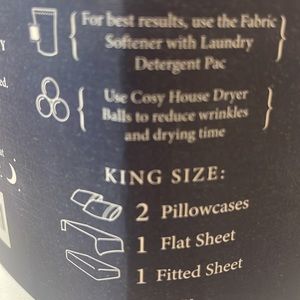 For best results, use the Fabric
Softener with Laundry
Detergent Pac
Use Cosy House Dryer
Balls to reduce wrinkles
and drying time
KING SIZE:
2 Pillowcases
1 Flat Sheet
1 Fitted Sheet